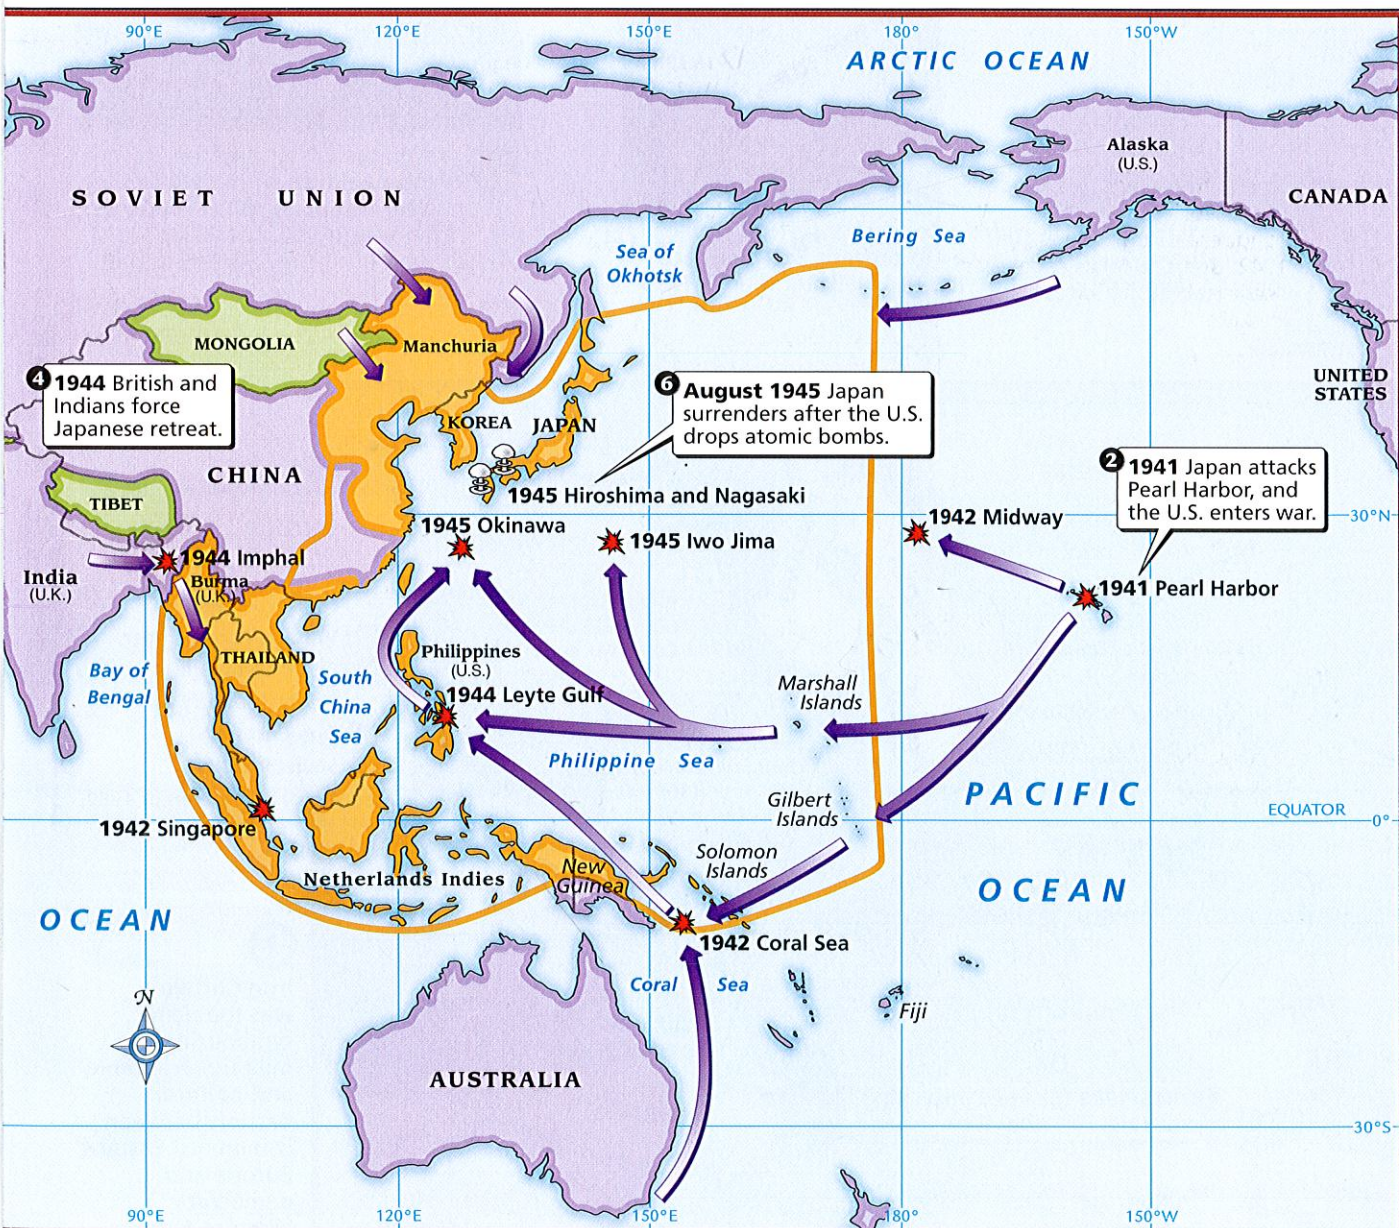 90°E
120°E
150°E
180°
150°W
ARCTIC OCEAN
Alaska
(U.S.)
CANADA
SOVIET UNION
Bering Sea
Sea of
Okhotsk
MONGOLIA
Manchuria
4 1944 British and
Indians force
Japanese retreat.
6 August 1945 Japan
surrenders after the U.S.
drops atomic bombs.
UNITED
STATES
KOREA
JAPAN
CHINA
2 1941 Japan attacks
Pearl Harbor, and
the U.S. enters war.
TIBET
1945 Hiroshima and Nagasaki
30°N
1945 Okinawa
1945 Iwo Jima
1942 Midway
1944 Imphal
India
(U.K.)
Burma
(U.K.)
1941 Pearl Harbor
THAILAND
Philippines
(U.S.)
Bay of
Bengal
South
China
Sea
1944 Leyte Gulf
Marshall
Islands
Philippine Sea
PACIFIC
Gilbert
Islands
EQUATOR
0°
1942 Singapore
Solomon
Islands
Netherlands Indies
New
Guinea
OCEAN
OCEAN
1942 Coral Sea
Coral Sea
N
Fiji
AUSTRALIA
30°S
90°E
120°E
150°E
180°
150°W